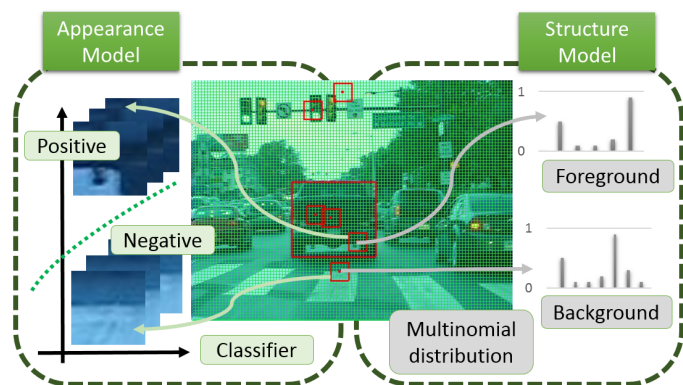 Appearance
Model
Structure
Model
Positive
Negative
Classifier
1
0
Foreground
1
0
Background
Multinomial
distribution